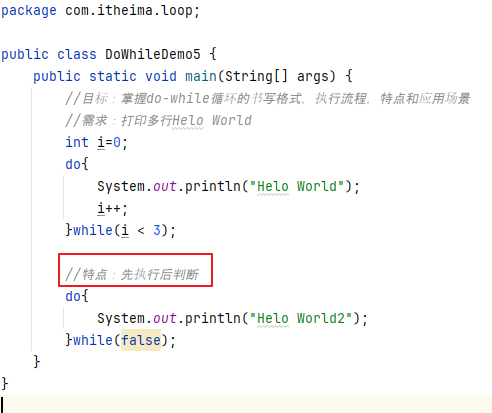 package com.itheima.loop;
public class DoWhileDemo5 {
    public static void main(String[] args) {
        //目标：掌握do-while循环的书写格式，执行流程，特点和应用场景
        //需求：打印多行Helo World
        int i=0;
        do{
            System.out.println("Helo World");
            i++;
        }while(i < 3);
        //特点：先执行后判断
        do{
            System.out.println("Helo World2");
        }while(false);
    }
}